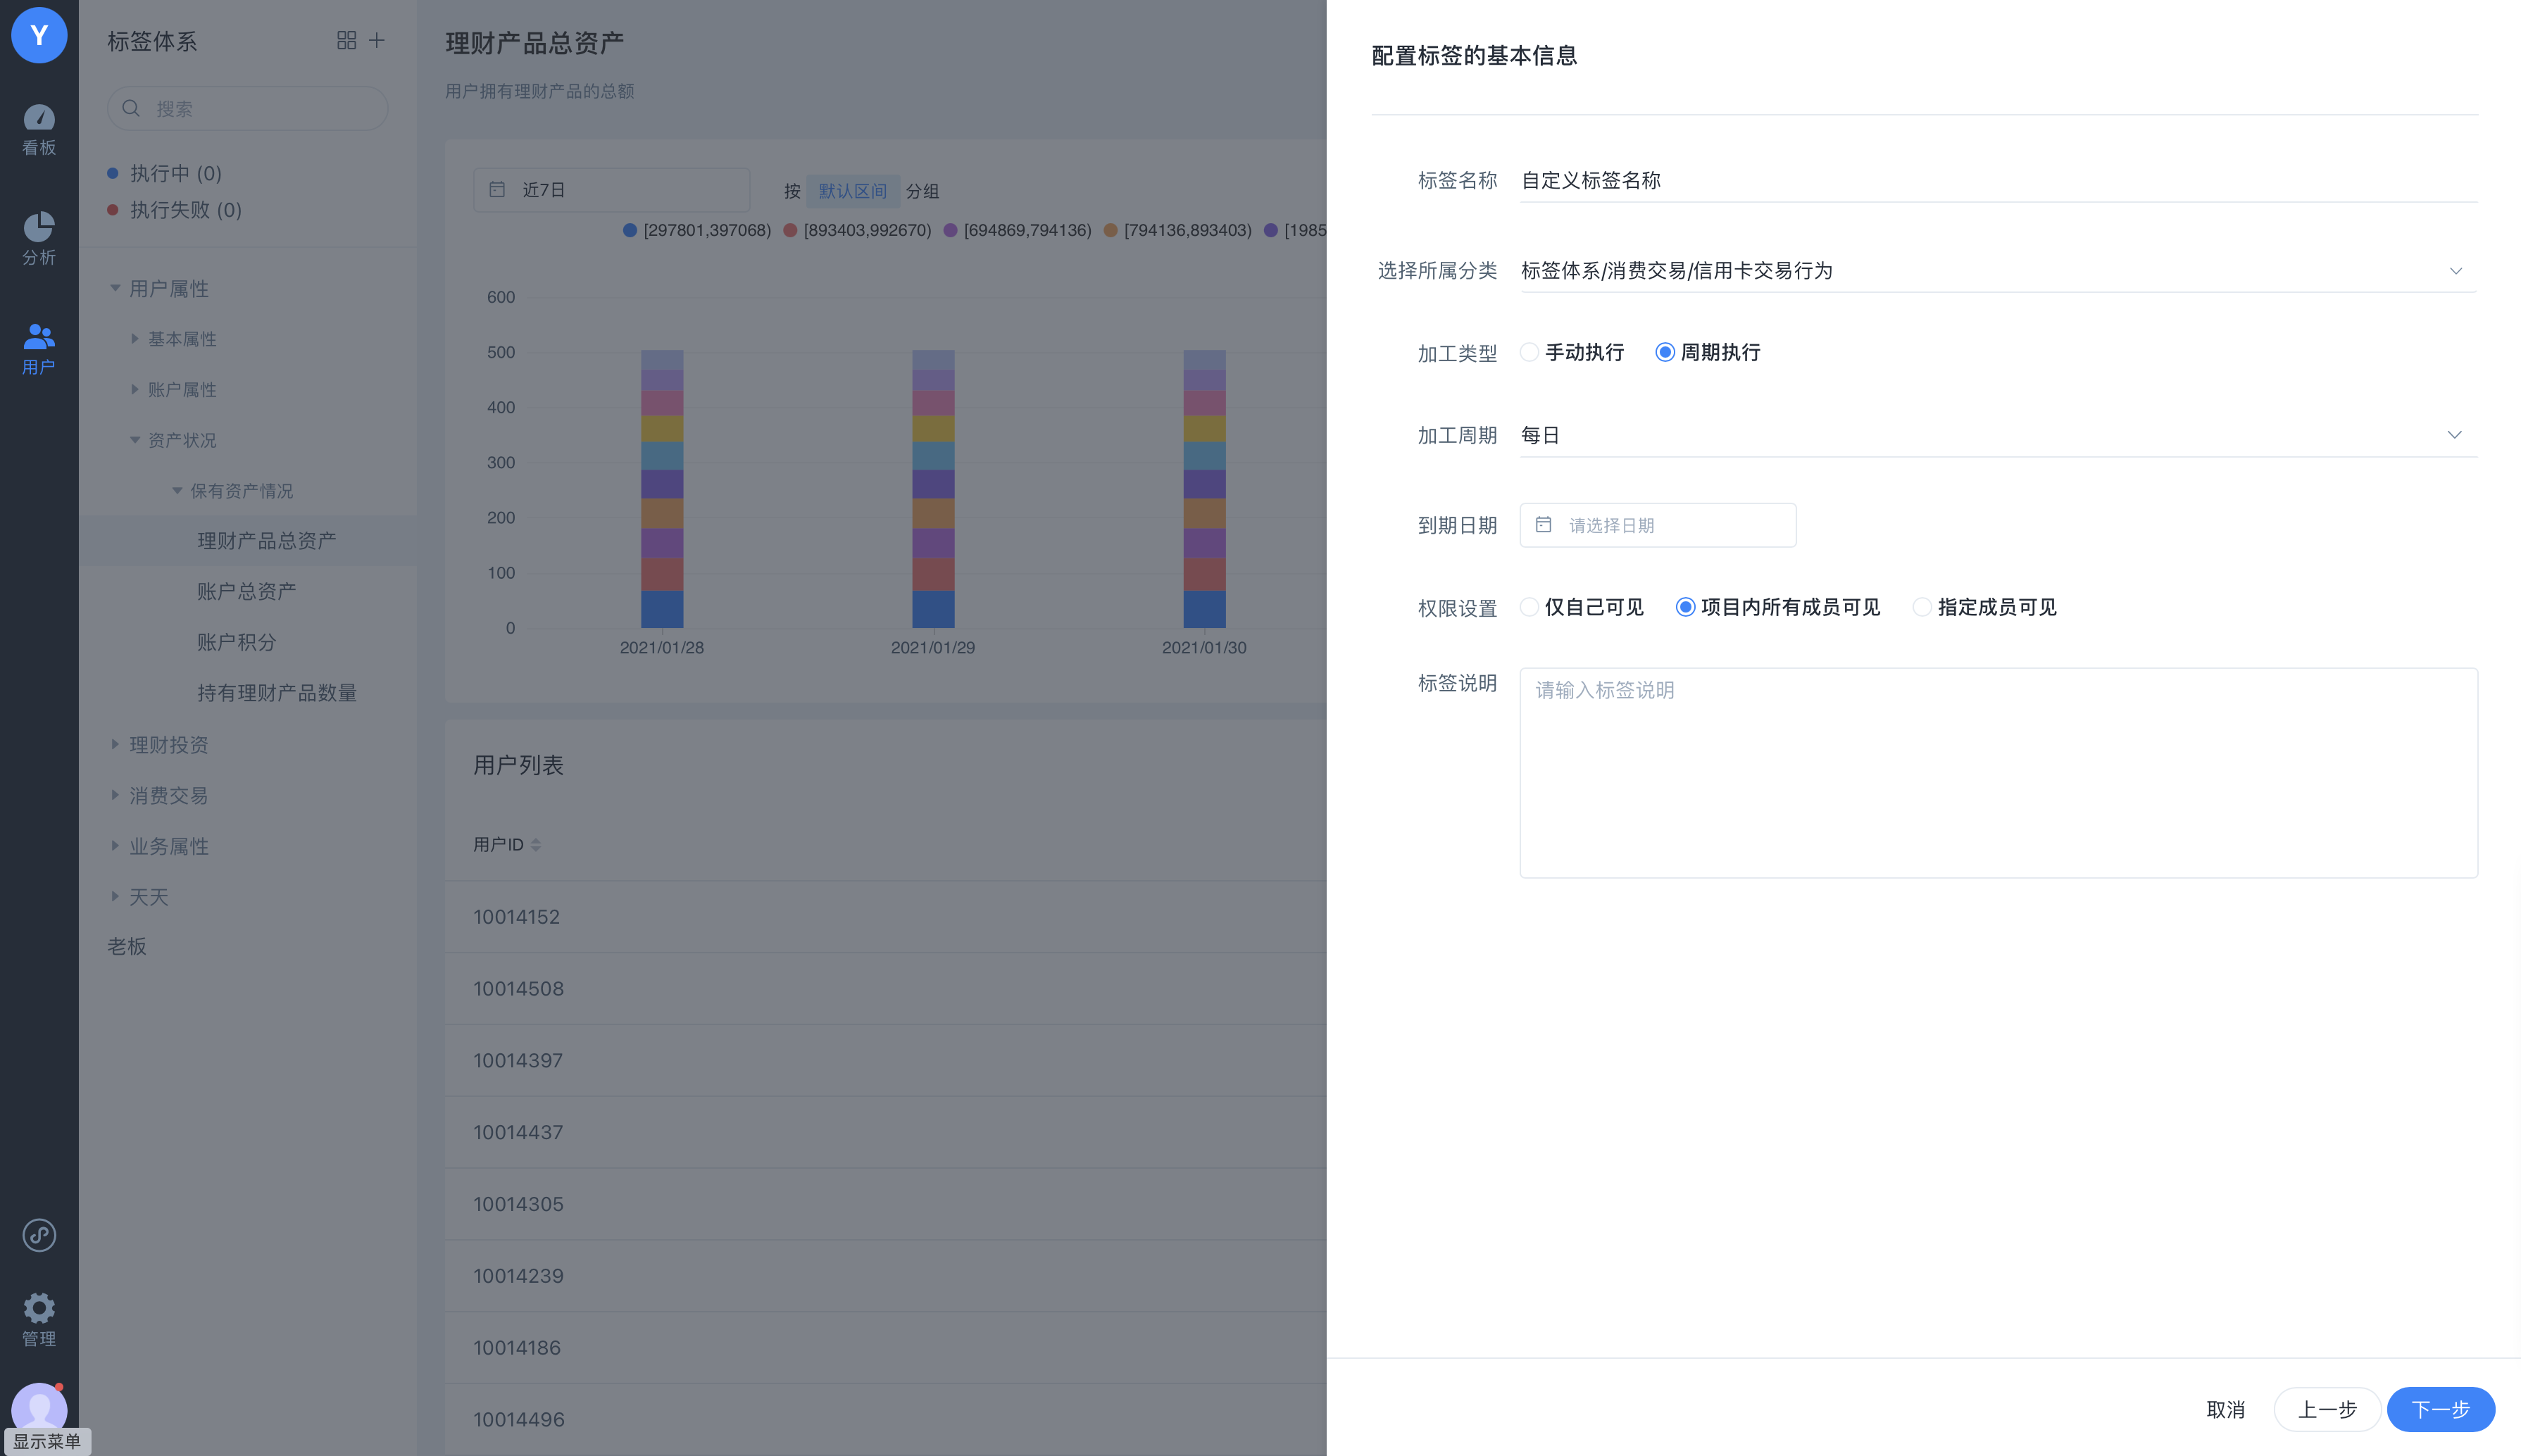 Y
看板
分析
用户
管理
显示菜单
标签体系
搜索
执行中 (0)
执行失败 (0)
用户属性
基本属性
账户属性
资产状况
保有资产情况
理财产品总资产
账户总资产
账户积分
持有理财产品数量
理财投资
消费交易
业务属性
天天
老板
理财产品总资产
用户拥有理财产品的总额
近7日 按 默认区间 分组
[297801,397068) [893403,992670) [694869,794136) [794136,893403) [1985
600
500
400
300
200
100
0
2021/01/28 2021/01/29 2021/01/30
用户列表
用户ID
10014152
10014508
10014397
10014437
10014305
10014239
10014186
10014496
配置标签的基本信息
标签名称 自定义标签名称
选择所属分类 标签体系/消费交易/信用卡交易行为
加工类型 手动执行 周期执行
加工周期 每日
到期日期 请选择日期
权限设置 仅自己可见 项目内所有成员可见 指定成员可见
标签说明 请输入标签说明
取消 上一步 下一步